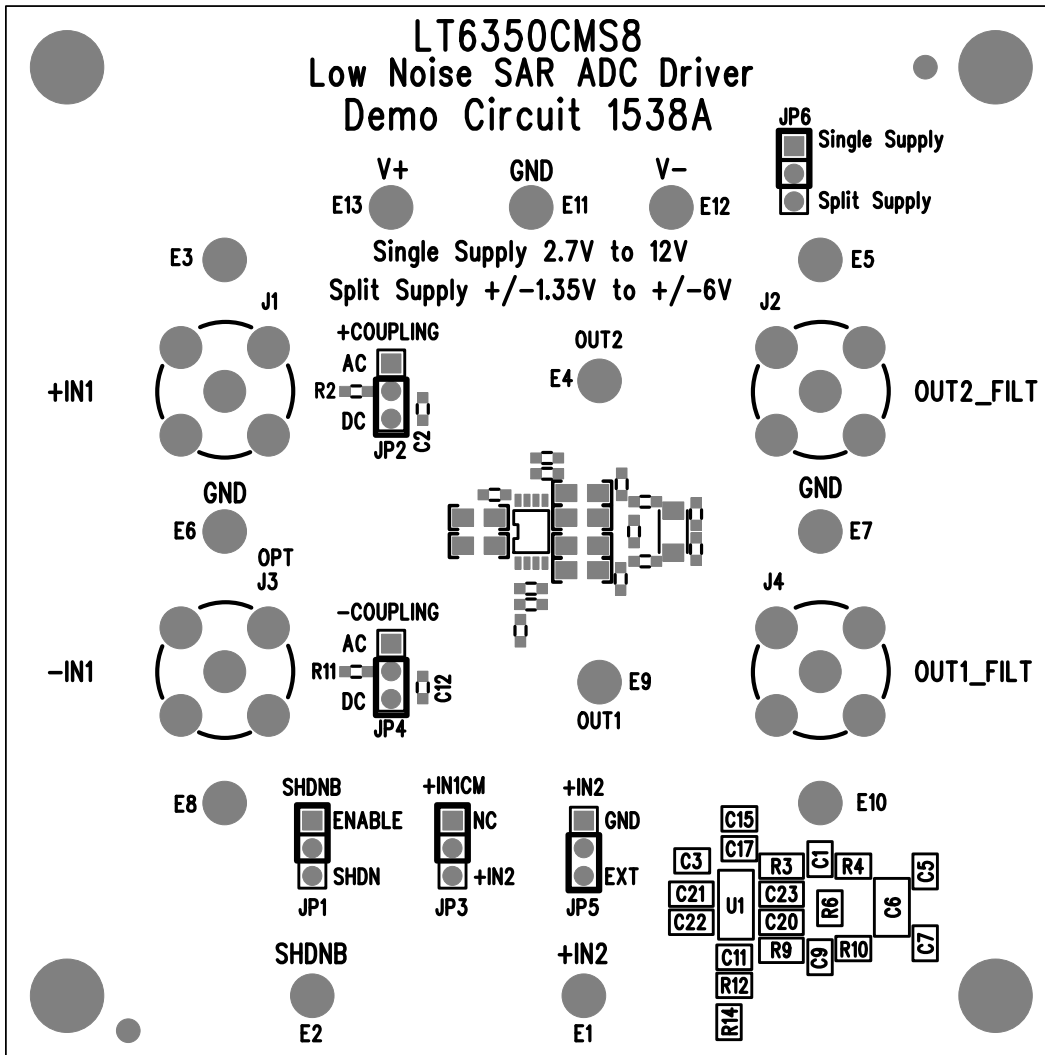 LT6350CMS8
Low Noise SAR ADC Driver
Demo Circuit 1538A
JP6
Single Supply
Split Supply
V+
GND
V-
E13
E11
E12
Single Supply 2.7V to 12V
Split Supply +/-1.35V to +/-6V
E3
E5
J1
J2
+COUPLING
AC
R2
DC
C2
JP2
OUT2
E4
+IN1
OUT2_FILT
GND
E6
GND
E7
OPT
J3
J4
-COUPLING
AC
R11
DC
C12
JP4
-IN1
E9
OUT1
OUT1_FILT
E8
E10
SHDNB
ENABLE
SHDN
JP1
+IN1CM
NC
+IN2
JP3
+IN2
GND
EXT
JP5
C15
C17
C3
R3
C1
R4
C5
C21
U1
C23
R6
C6
C22
C20
C11
R9
C9
R10
C7
R12
R14
SHDNB
E2
+IN2
E1